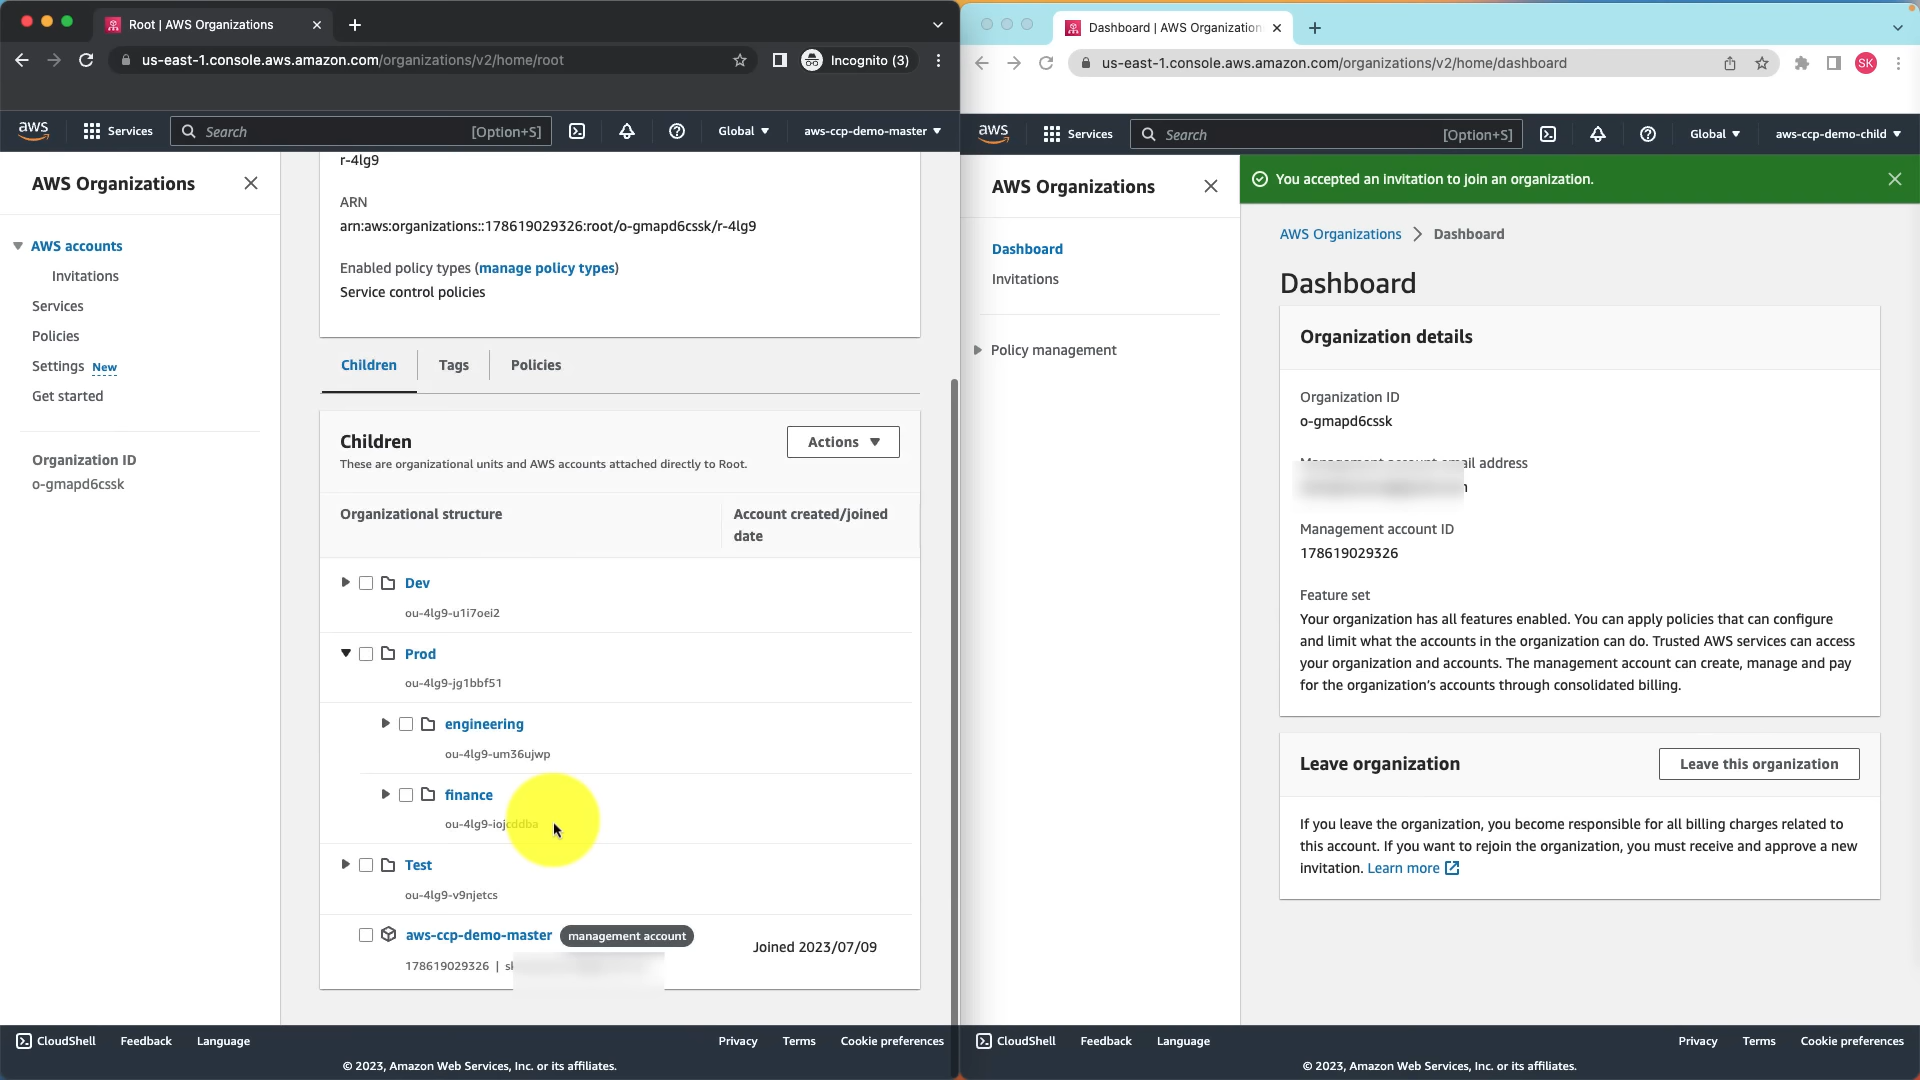 Root | AWS Organizations
us-east-1.console.aws.amazon.com/organizations/v2/home/root
Incognito (3)
aws
Services
Search
[Option+S]
Global
aws-ccp-demo-master
AWS Organizations
AWS accounts
Invitations
Services
Policies
Settings New
Get started
Organization ID
o-gmapd6cssk
r-4lg9
ARN
arn:aws:organizations::178619029326:root/o-gmapd6cssk/r-4lg9
Enabled policy types (manage policy types)
Service control policies
Children
Tags
Policies
Children
Actions
These are organizational units and AWS accounts attached directly to Root.
Organizational structure
Account created/joined
date
Dev
ou-4lg9-u1i7oei2
Prod
ou-4lg9-jg1bbf51
engineering
ou-4lg9-um36ujwp
finance
ou-4lg9-iojcddba
Test
ou-4lg9-v9njetcs
aws-ccp-demo-master management account
Joined 2023/07/09
178619029326 |
CloudShell
Feedback
Language
Privacy
Terms
Cookie preferences
© 2023, Amazon Web Services, Inc. or its affiliates.
Dashboard | AWS Organization
us-east-1.console.aws.amazon.com/organizations/v2/home/dashboard
SK
aws
Services
Search
[Option+S]
Global
aws-ccp-demo-child
AWS Organizations
Dashboard
Invitations
Policy management
You accepted an invitation to join an organization.
AWS Organizations > Dashboard
Dashboard
Organization details
Organization ID
o-gmapd6cssk
Management account email address
Management account ID
178619029326
Feature set
Your organization has all features enabled. You can apply policies that can configure
and limit what the accounts in the organization can do. Trusted AWS services can access
your organization and accounts. The management account can create, manage and pay
for the organization's accounts through consolidated billing.
Leave organization
Leave this organization
If you leave the organization, you become responsible for all billing charges related to
this account. If you want to rejoin the organization, you must receive and approve a new
invitation. Learn more
CloudShell
Feedback
Language
Privacy
Terms
Cookie preferences
© 2023, Amazon Web Services, Inc. or its affiliates.